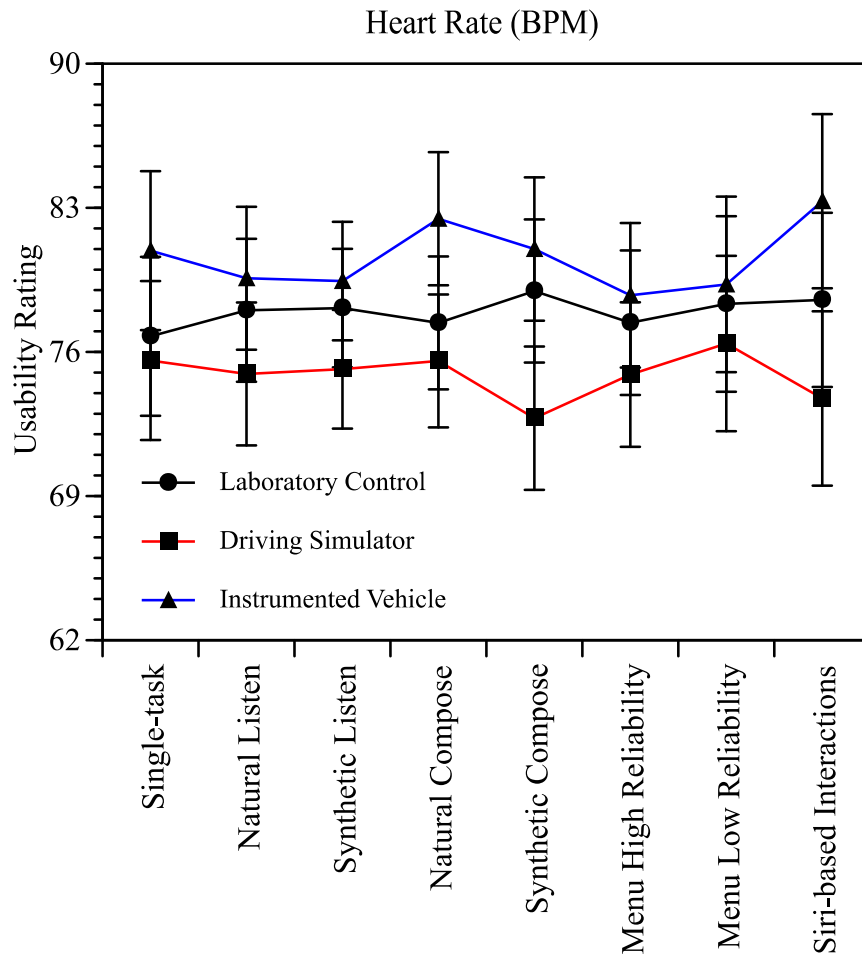 Heart Rate (BPM)
90
83
76
69
62
Usability Rating
Laboratory Control
Driving Simulator
Instrumented Vehicle
Single-task
Natural Listen
Synthetic Listen
Natural Compose
Synthetic Compose
Menu High Reliability
Menu Low Reliability
Siri-based Interactions